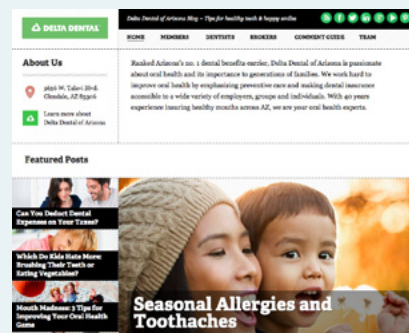 DELTA DENTAL
Delta Dental of Arizona Blog – Tips for healthy teeth & happy smiles
HOME MEMBERS DENTISTS BROKERS COMMENT GUIDE TEAM
About Us
5656 W. Talavi Blvd.
Glendale, AZ 85306
Learn more about
Delta Dental of Arizona
Ranked Arizona's no. 1 dental benefits carrier, Delta Dental of Arizona is passionate
about oral health and its importance to generations of families. We work hard to
improve oral health by emphasizing preventive care and making dental insurance
accessible to a wide variety of employers, groups and individuals. With 40 years
experience insuring healthy mouths across AZ, we are your oral health experts.
Featured Posts
Can You Deduct Dental
Expenses on Your Taxes?
Which Do Kids Hate More:
Brushing Their Teeth or
Eating Vegetables?
Mouth Madness: 3 Tips for
Improving Your Oral Health
Game
Seasonal Allergies and
Toothaches